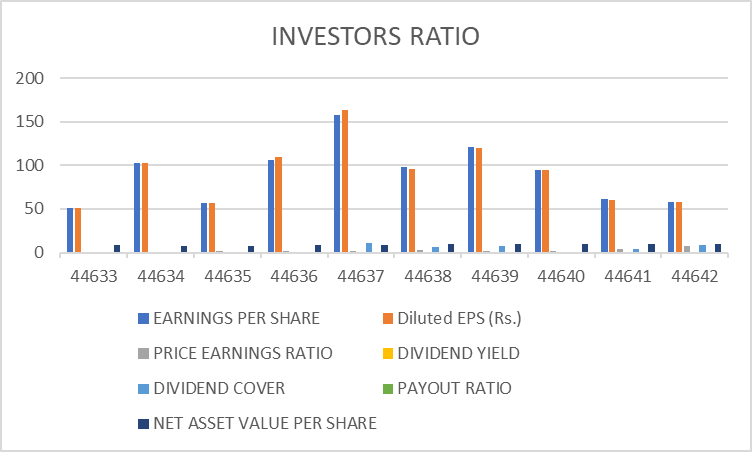 INVESTORS RATIO
200
150
100
50
0
44633 44634 44635 44636 44637 44638 44639 44640 44641 44642
EARNINGS PER SHARE Diluted EPS (Rs.)
PRICE EARNINGS RATIO DIVIDEND YIELD
DIVIDEND COVER PAYOUT RATIO
NET ASSET VALUE PER SHARE